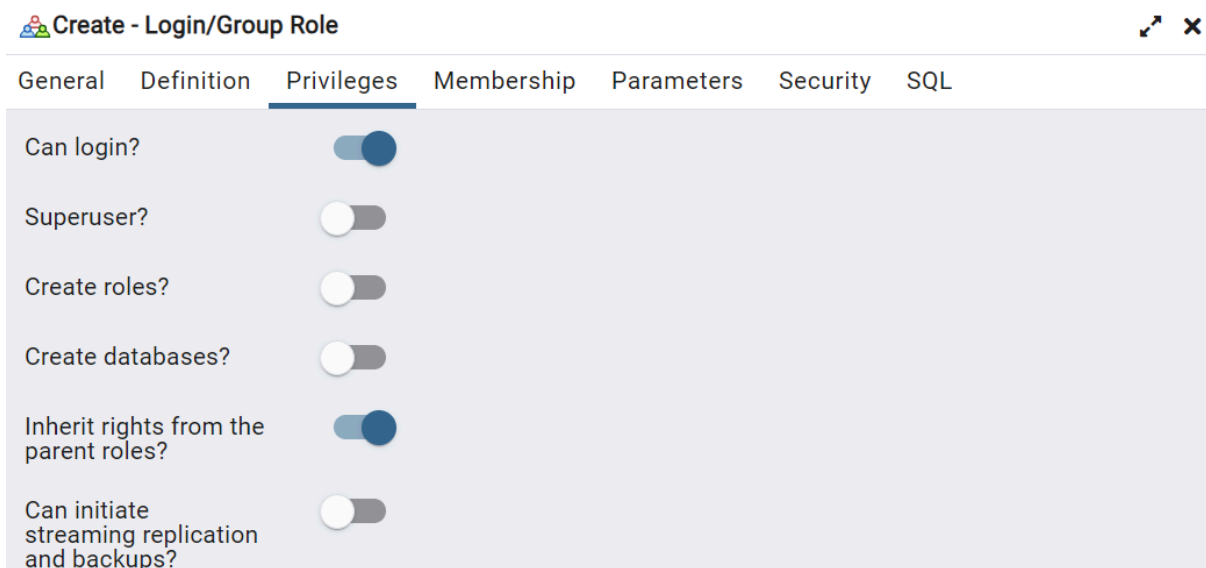 Create - Login/Group Role
General Definition Privileges Membership Parameters Security SQL
Can login?
Superuser?
Create roles?
Create databases?
Inherit rights from the
parent roles?
Can initiate
streaming replication
and backups?